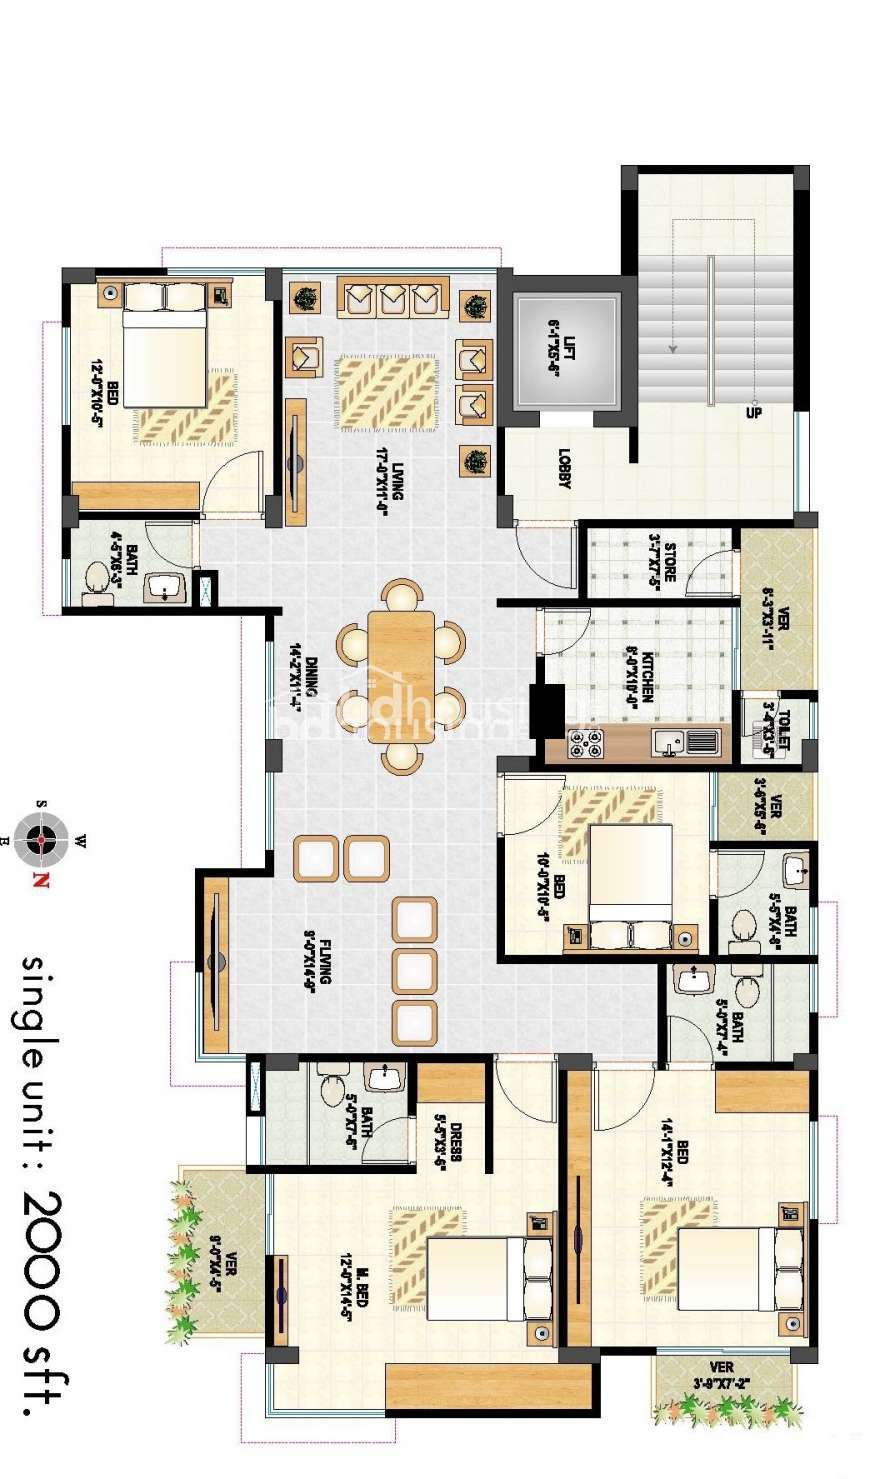 UP
LIFT
6'-1"X5'-6"
LOBBY
BED
12'-0"X10'-5"
LIVING
17'-0"X11'-0"
BATH
4'-5"X6'-3"
STORE
3'-7"X7'-5"
VER
8'-3"X3'-11"
DINING
14'-2"X11'-4"
KITCHEN
8'-0"X10'-0"
TOILET
3'-4"X3'-6"
VER
3'-6"X5'-6"
BED
10'-0"X10'-5"
BATH
5'-5"X4'-8"
S
W
E
N
F.LIVING
9'-0"X14'-9"
BATH
5'-0"X7'-4"
BATH
5'-0"X7'-6"
DRESS
5'-5"X3'-6"
BED
14'-1"X12'-4"
VER
9'-0"X4'-5"
M. BED
12'-0"X14'-5"
VER
3'-9"X7'-2"
single unit : 2000 sft.